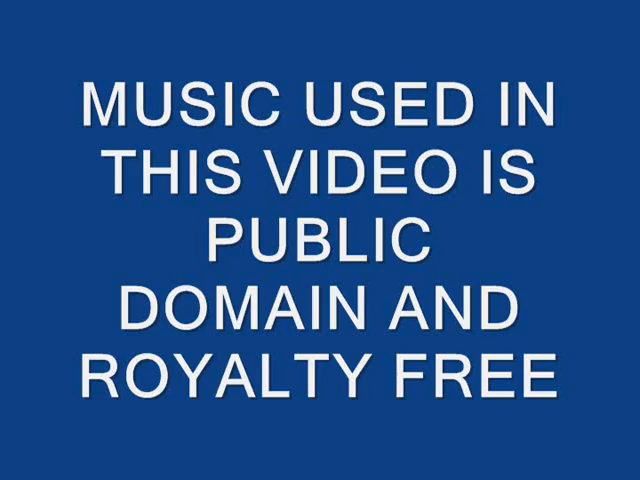 MUSIC USED IN
THIS VIDEO IS
PUBLIC
DOMAIN AND
ROYALTY FREE